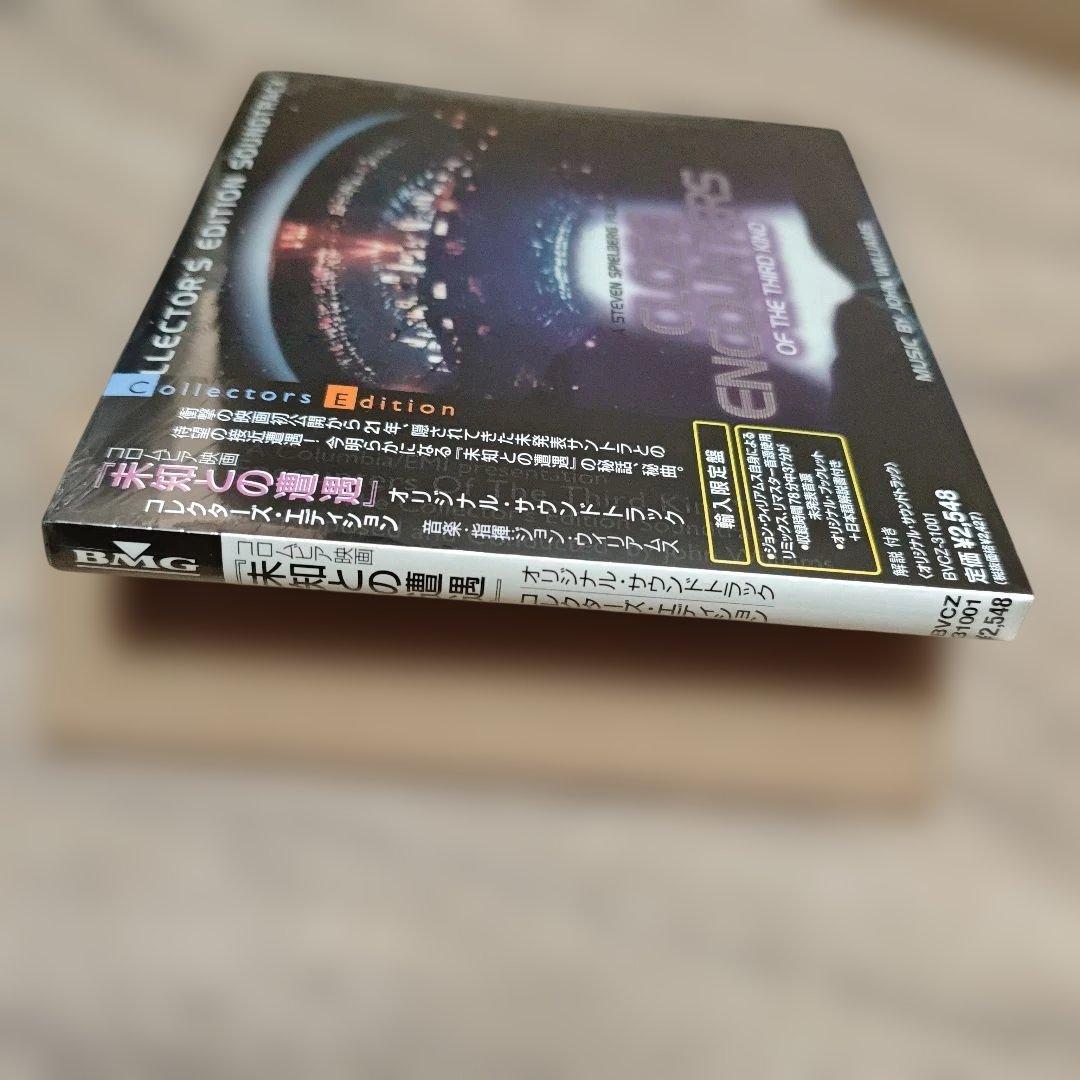 COLLECTOR'S EDITION SOUNDTRACK
A STEVEN SPIELBERG FILM
CLOSE
ENCOUNTERS
OF THE THIRD KIND
MUSIC BY JOHN WILLIAMS
Collectors Edition
衝撃の映画初公開から21年、隠されてきた未発表サントラとの
待望の接近遭遇！今明らかになる『未知との遭遇』の秘話、秘曲。
コロムビア映画
『未知との遭遇』オリジナル・サウンドトラック
コレクターズ・エディション
音楽・指揮:ジョン・ウィリアムス
輸入限定盤
●ジョン・ウィリアムス自身による
リミックス、リマスター音源使用
●収録時間78分中37分が
未発表音源
●オリジナル・ブックレット
+日本語解説書付き
解説 付き
〈オリジナル・サウンドトラック〉
BVCZ-31001
定価¥2,548
(税抜価格¥2,427)
BMG
コロムビア映画
『未知との遭遇』
オリジナル・サウンドトラック
コレクターズ・エディション
BVCZ
31001
¥2,548